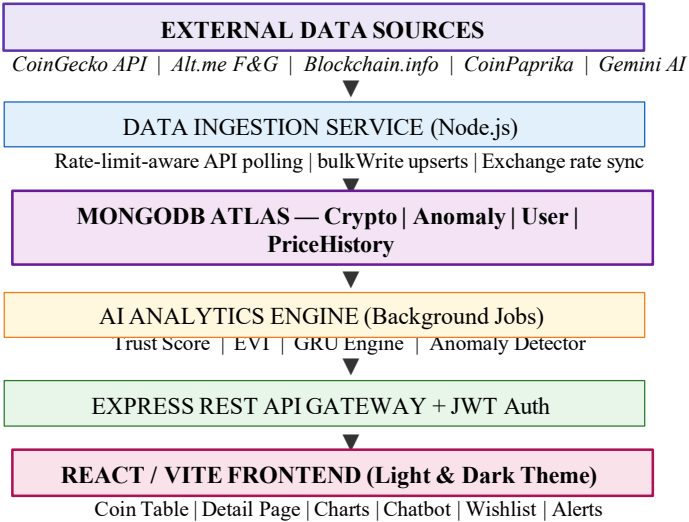 EXTERNAL DATA SOURCES
CoinGecko API | Alt.me F&G | Blockchain.info | CoinPaprika | Gemini AI
DATA INGESTION SERVICE (Node.js)
Rate-limit-aware API polling | bulkWrite upserts | Exchange rate sync
MONGODB ATLAS — Crypto | Anomaly | User |
PriceHistory
AI ANALYTICS ENGINE (Background Jobs)
Trust Score | EVI | GRU Engine | Anomaly Detector
EXPRESS REST API GATEWAY + JWT Auth
REACT / VITE FRONTEND (Light & Dark Theme)
Coin Table | Detail Page | Charts | Chatbot | Wishlist | Alerts